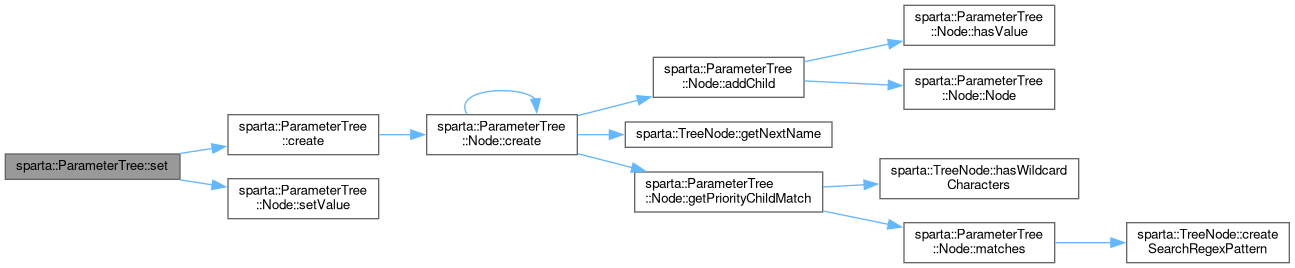 sparta::ParameterTree::set
sparta::ParameterTree
::create
sparta::ParameterTree
::Node::setValue
sparta::ParameterTree
::Node::create
sparta::ParameterTree
::Node::addChild
sparta::TreeNode::getNextName
sparta::ParameterTree
::Node::getPriorityChildMatch
sparta::ParameterTree
::Node::hasValue
sparta::ParameterTree
::Node::Node
sparta::TreeNode::hasWildcard
Characters
sparta::ParameterTree
::Node::matches
sparta::TreeNode::create
SearchRegexPattern